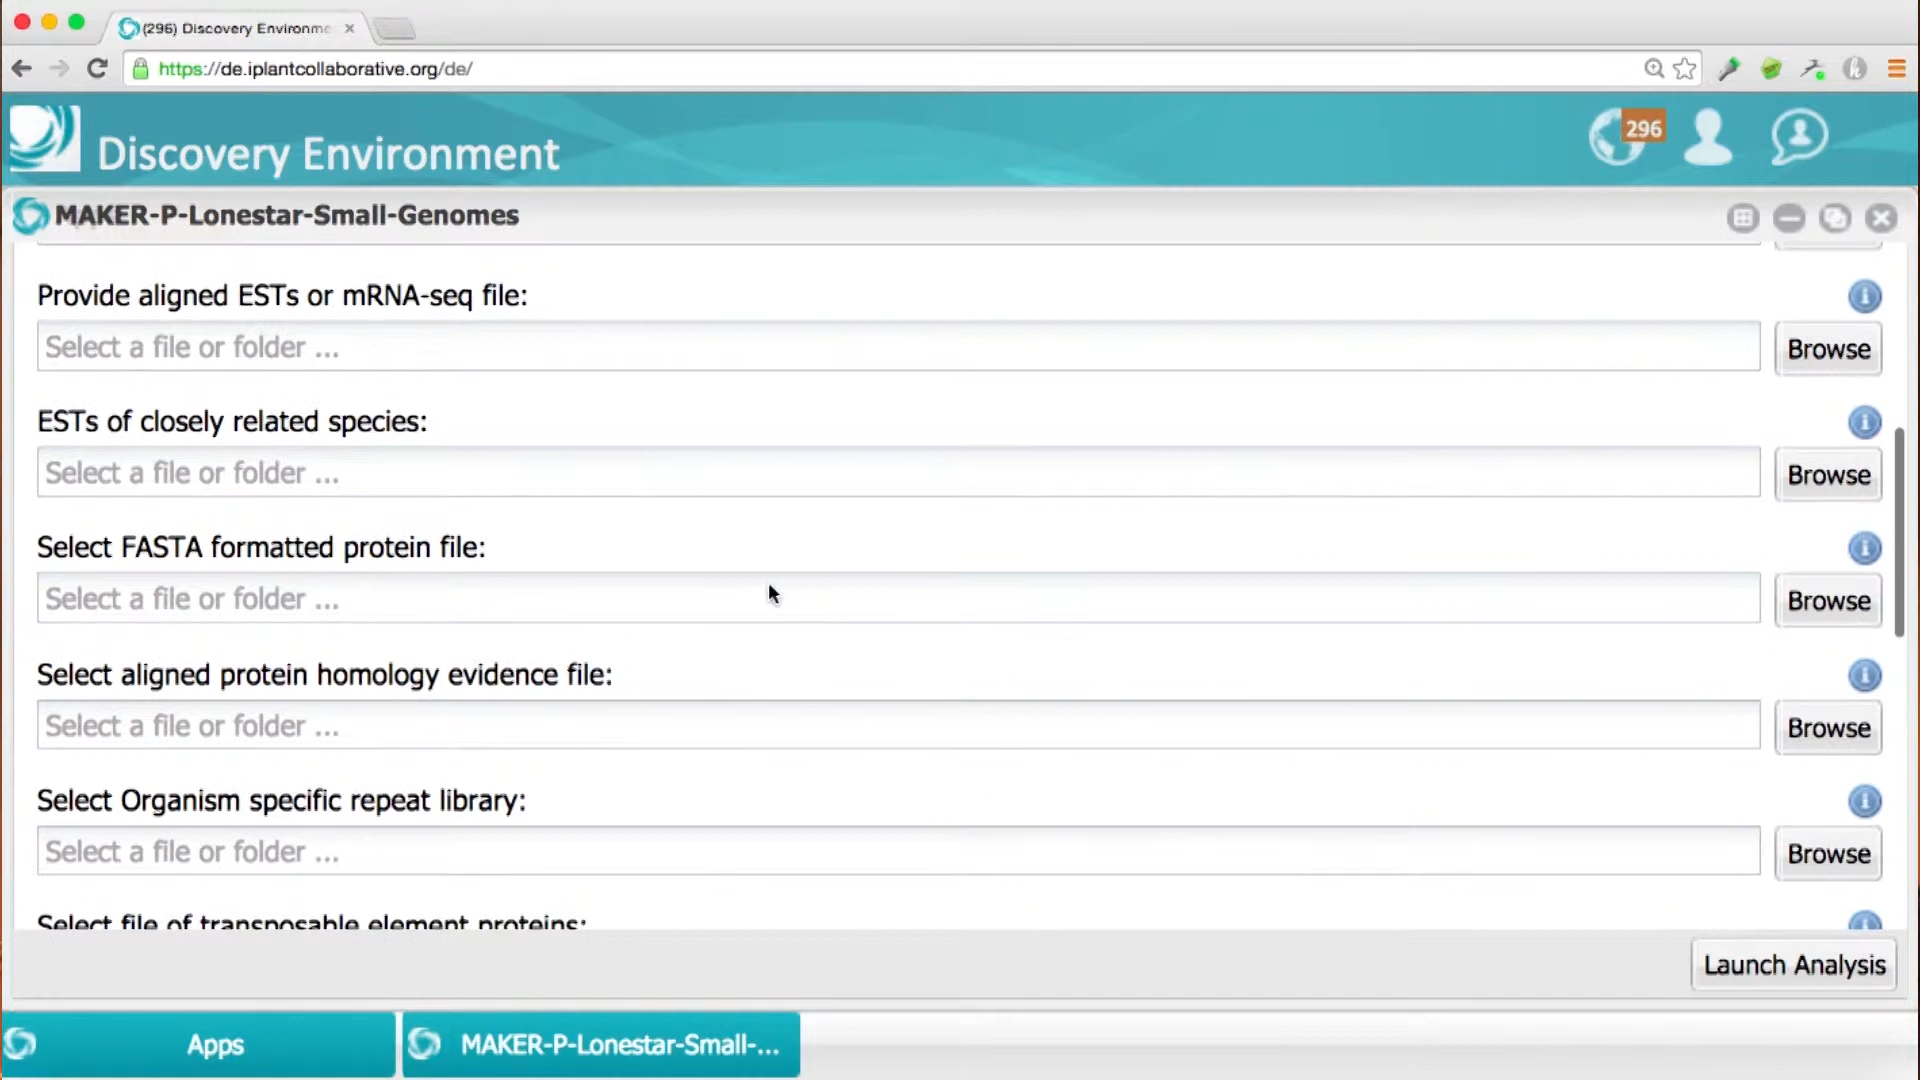 (296) Discovery Environme
https://de.iplantcollaborative.org/de/
Discovery Environment
296
MAKER-P-Lonestar-Small-Genomes
Provide aligned ESTs or mRNA-seq file:
Select a file or folder ...
Browse
ESTs of closely related species:
Select a file or folder ...
Browse
Select FASTA formatted protein file:
Select a file or folder ...
Browse
Select aligned protein homology evidence file:
Select a file or folder ...
Browse
Select Organism specific repeat library:
Select a file or folder ...
Browse
Select file of transposable element proteins:
Launch Analysis
Apps
MAKER-P-Lonestar-Small-...